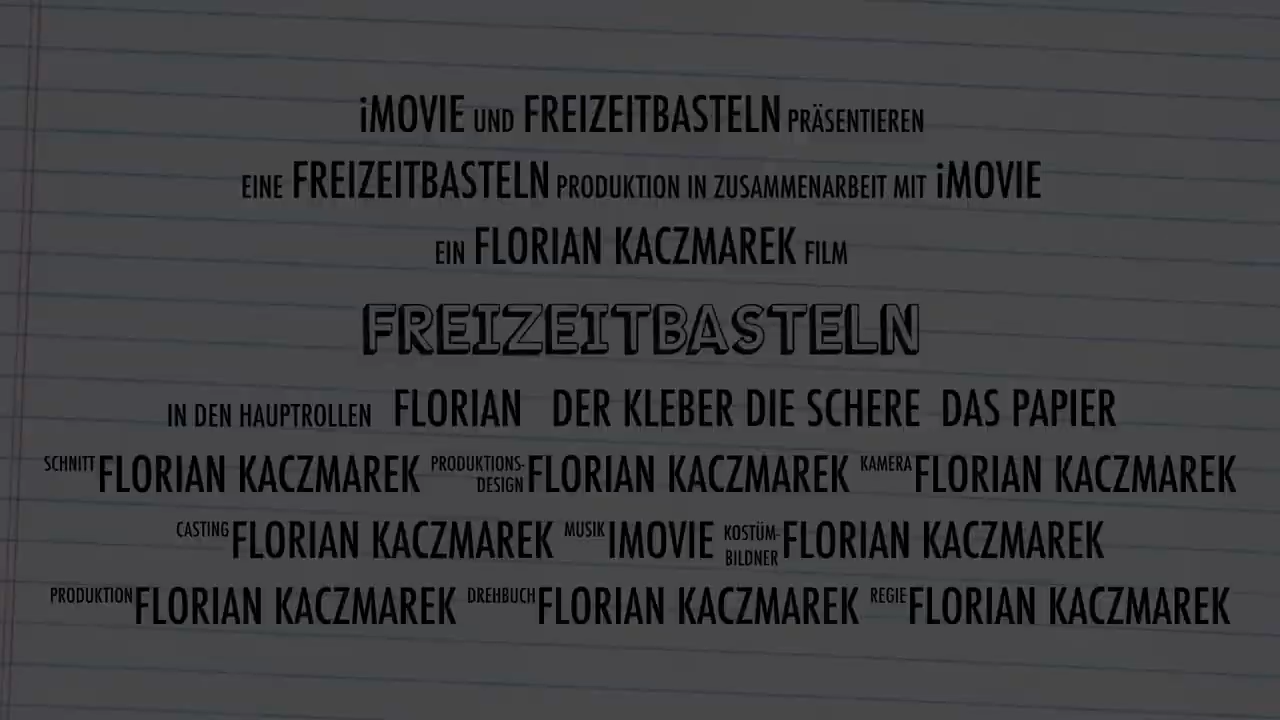 iMOVIE UND FREIZEITBASTELN PRÄSENTIEREN
EINE FREIZEITBASTELN PRODUKTION IN ZUSAMMENARBEIT MIT iMOVIE
EIN FLORIAN KACZMAREK FILM
FREIZEITBASTELN
IN DEN HAUPTROLLEN FLORIAN DER KLEBER DIE SCHERE DAS PAPIER
SCHNITT FLORIAN KACZMAREK PRODUKTIONS-DESIGN FLORIAN KACZMAREK KAMERA FLORIAN KACZMAREK
CASTING FLORIAN KACZMAREK MUSIK IMOVIE KOSTÜM-BILDNER FLORIAN KACZMAREK
PRODUKTION FLORIAN KACZMAREK DREHBUCH FLORIAN KACZMAREK REGIE FLORIAN KACZMAREK